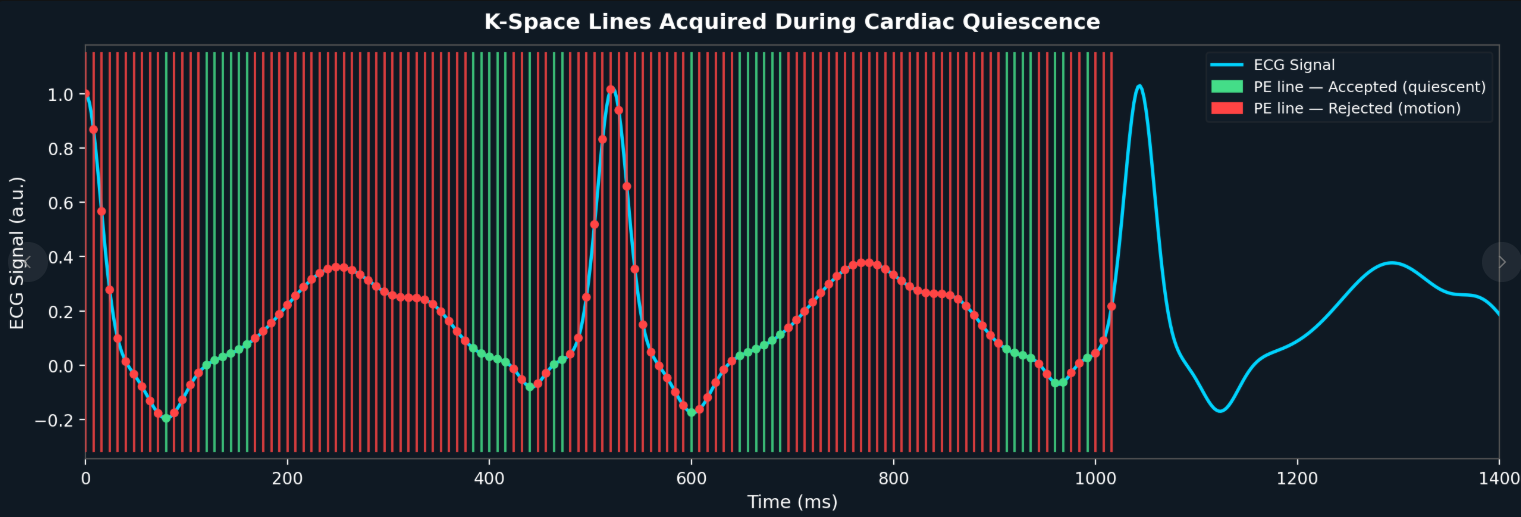 K-Space Lines Acquired During Cardiac Quiescence
ECG Signal
PE line — Accepted (quiescent)
PE line — Rejected (motion)
ECG Signal (a.u.)
1.0
0.8
0.6
0.4
0.2
0.0
−0.2
0
200
400
600
800
1000
1200
1400
Time (ms)